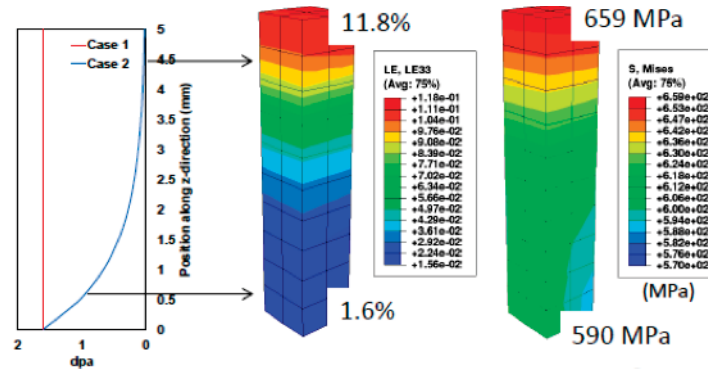 Case 1
Case 2
5
4.5
4
3.5
3
2.5
2
1.5
1
0.5
0
Position along z-direction (mm)
2
1
0
dpa
11.8%
1.6%
LE, LE33
(Avg: 75%)
+1.18e-01
+1.11e-01
+1.04e-01
+9.76e-02
+9.08e-02
+8.39e-02
+7.71e-02
+7.02e-02
+6.34e-02
+5.66e-02
+4.97e-02
+4.29e-02
+3.61e-02
+2.92e-02
+2.24e-02
+1.56e-02
659 MPa
590 MPa
S, Mises
(Avg: 75%)
+6.59e+02
+6.53e+02
+6.47e+02
+6.42e+02
+6.36e+02
+6.30e+02
+6.24e+02
+6.18e+02
+6.12e+02
+6.06e+02
+6.00e+02
+5.94e+02
+5.88e+02
+5.82e+02
+5.76e+02
+5.70e+02
(MPa)